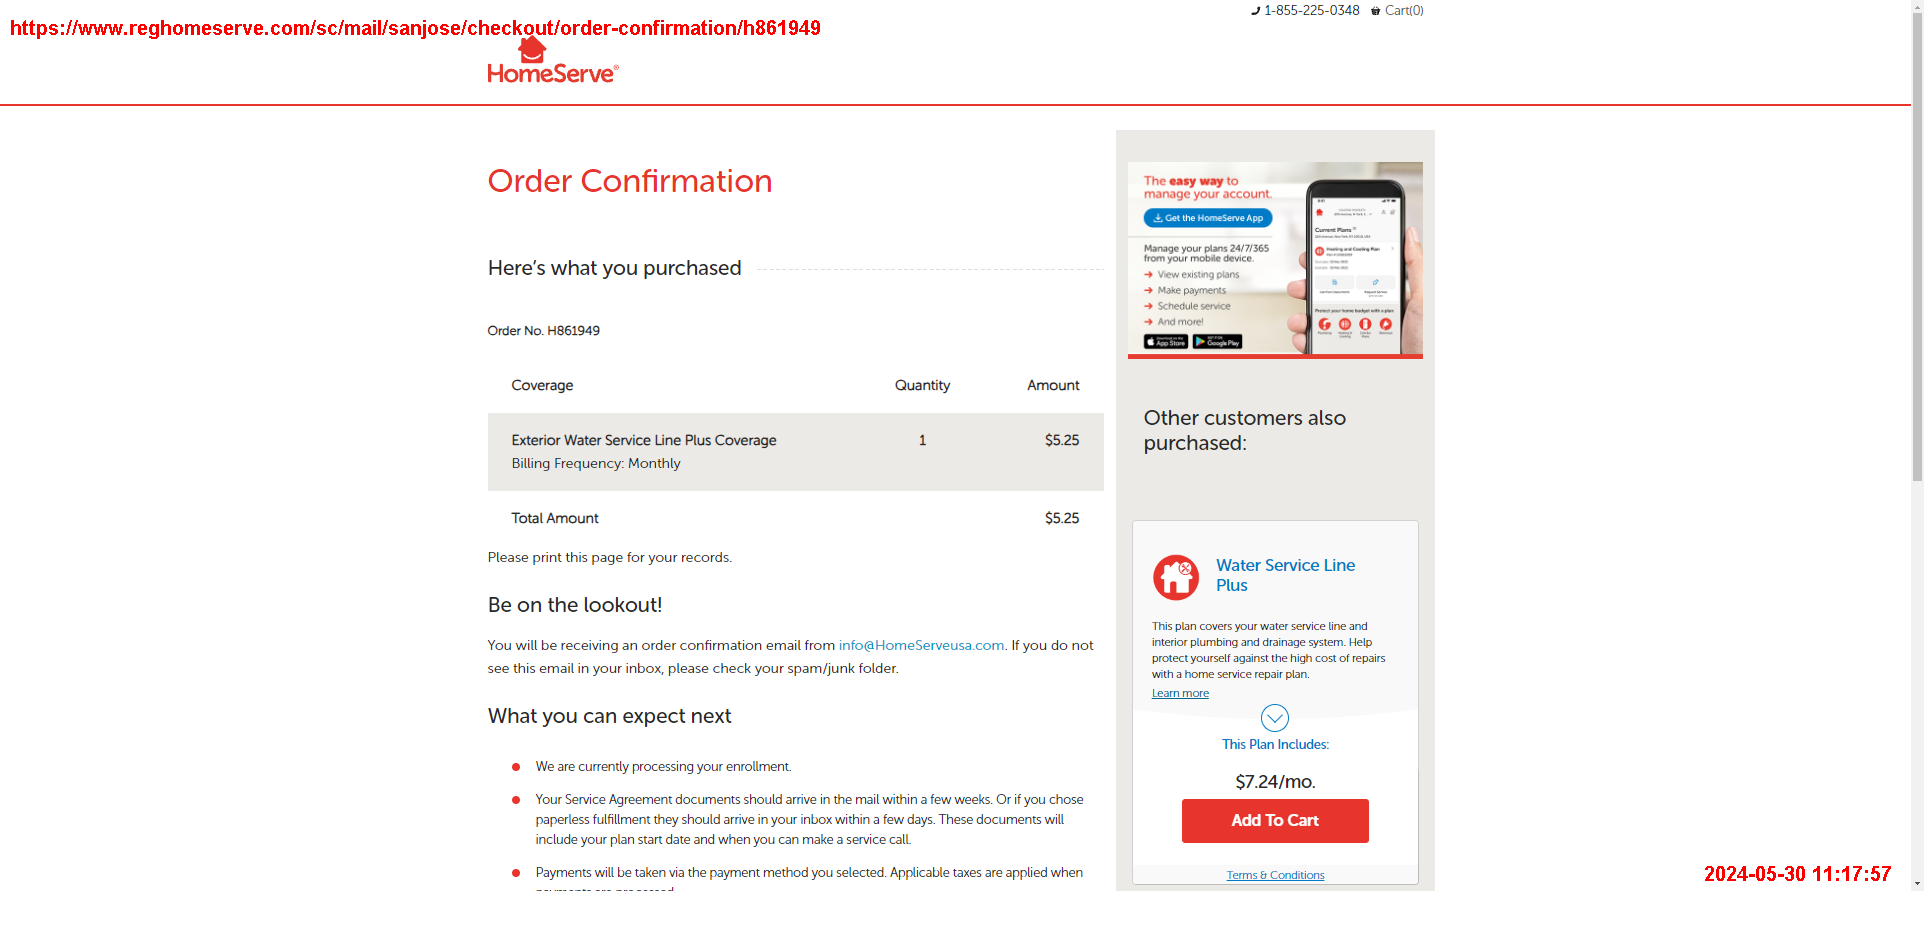 1-855-225-0348 Cart(0)
https://www.reghomeserve.com/sc/mail/sanjose/checkout/order-confirmation/h861949
HomeServe®
Order Confirmation
Here's what you purchased
Order No. H861949
Coverage Quantity Amount
Exterior Water Service Line Plus Coverage 1 $5.25
Billing Frequency: Monthly
Total Amount $5.25
Please print this page for your records.
Be on the lookout!
You will be receiving an order confirmation email from info@HomeServeusa.com. If you do not
see this email in your inbox, please check your spam/junk folder.
What you can expect next
We are currently processing your enrollment.
Your Service Agreement documents should arrive in the mail within a few weeks. Or if you chose
paperless fulfillment they should arrive in your inbox within a few days. These documents will
include your plan start date and when you can make a service call.
Payments will be taken via the payment method you selected. Applicable taxes are applied when
The easy way to
manage your account.
Get the HomeServe App
Manage your plans 24/7/365
from your mobile device.
View existing plans
Make payments
Schedule service
And more!
App Store Google Play
Current Plans
Heating and Cooling Plan
Protect your home budget with a plan
Other customers also
purchased:
Water Service Line
Plus
This plan covers your water service line and
interior plumbing and drainage system. Help
protect yourself against the high cost of repairs
with a home service repair plan.
Learn more
This Plan Includes:
$7.24/mo.
Add To Cart
Terms & Conditions
2024-05-30 11:17:57